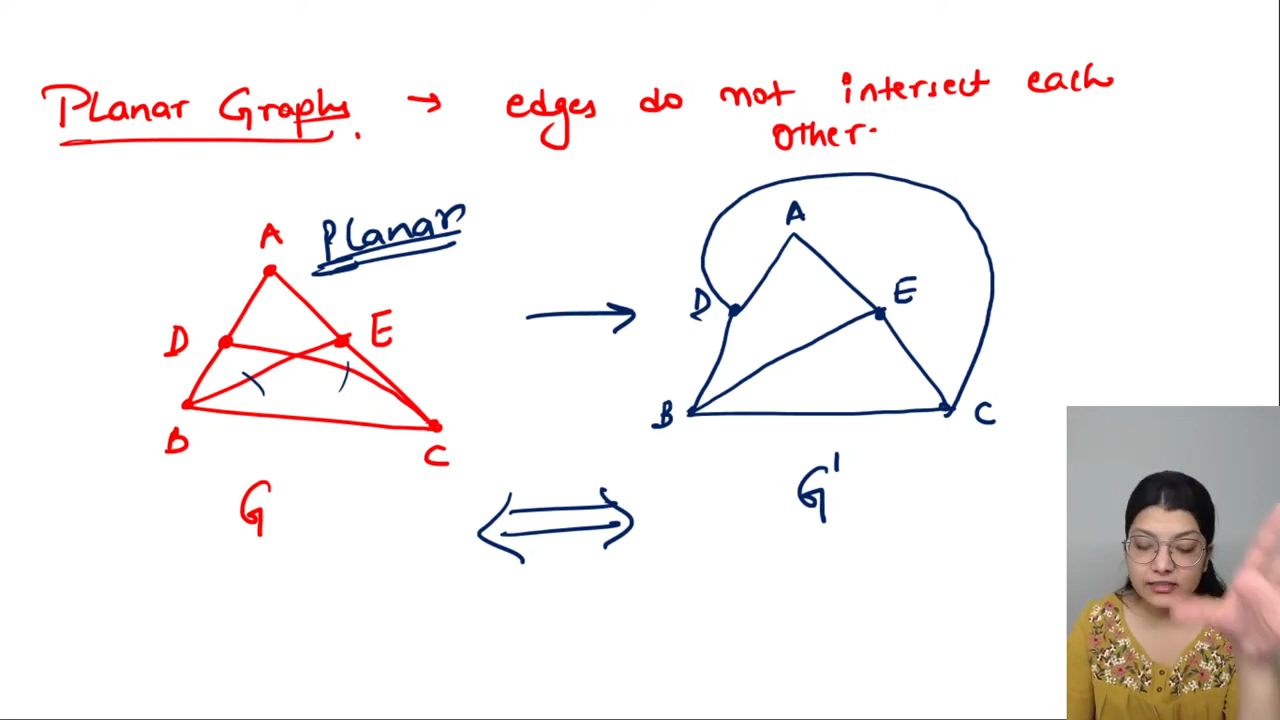 Planar Graphs. → edges do not intersect each
other.
A Planar
D E
B C
G
→
A
D E
B C
G'
⟺